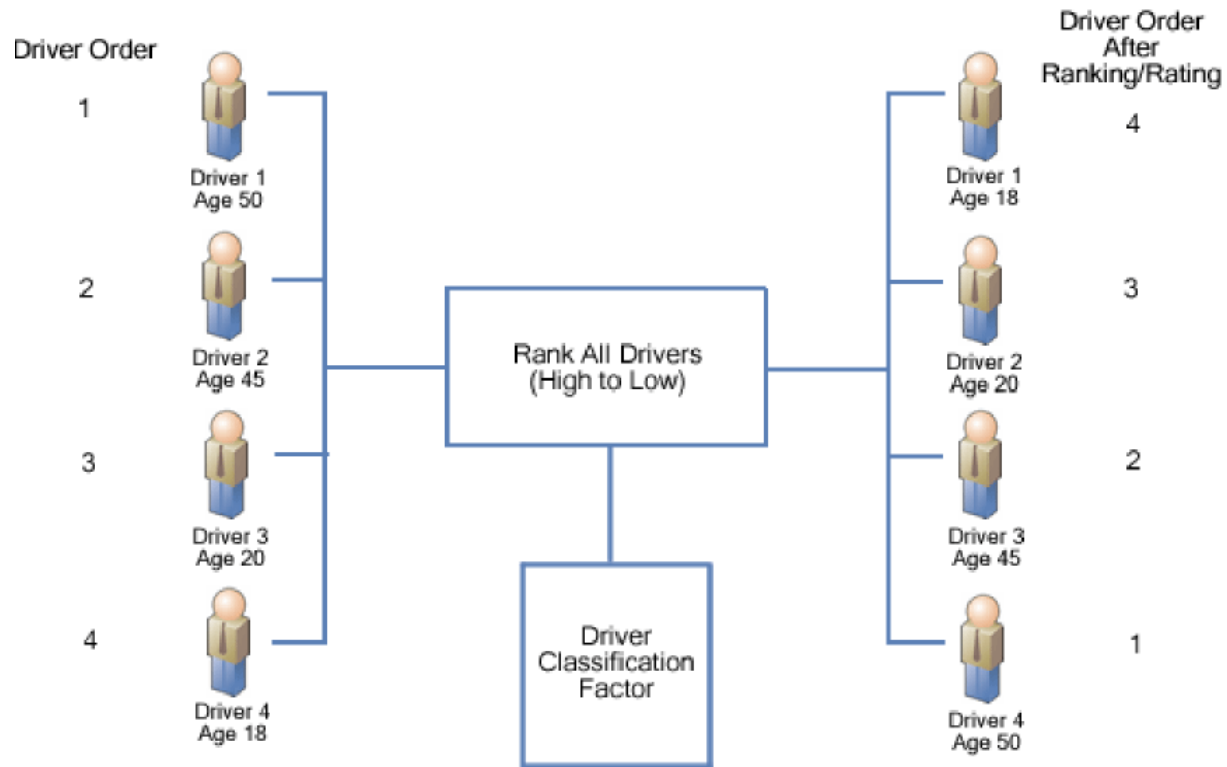 Driver Order
1
Driver 1
Age 50
2
Driver 2
Age 45
3
Driver 3
Age 20
4
Driver 4
Age 18
Rank All Drivers
(High to Low)
Driver
Classification
Factor
Driver Order
After
Ranking/Rating
4
Driver 1
Age 18
3
Driver 2
Age 20
2
Driver 3
Age 45
1
Driver 4
Age 50